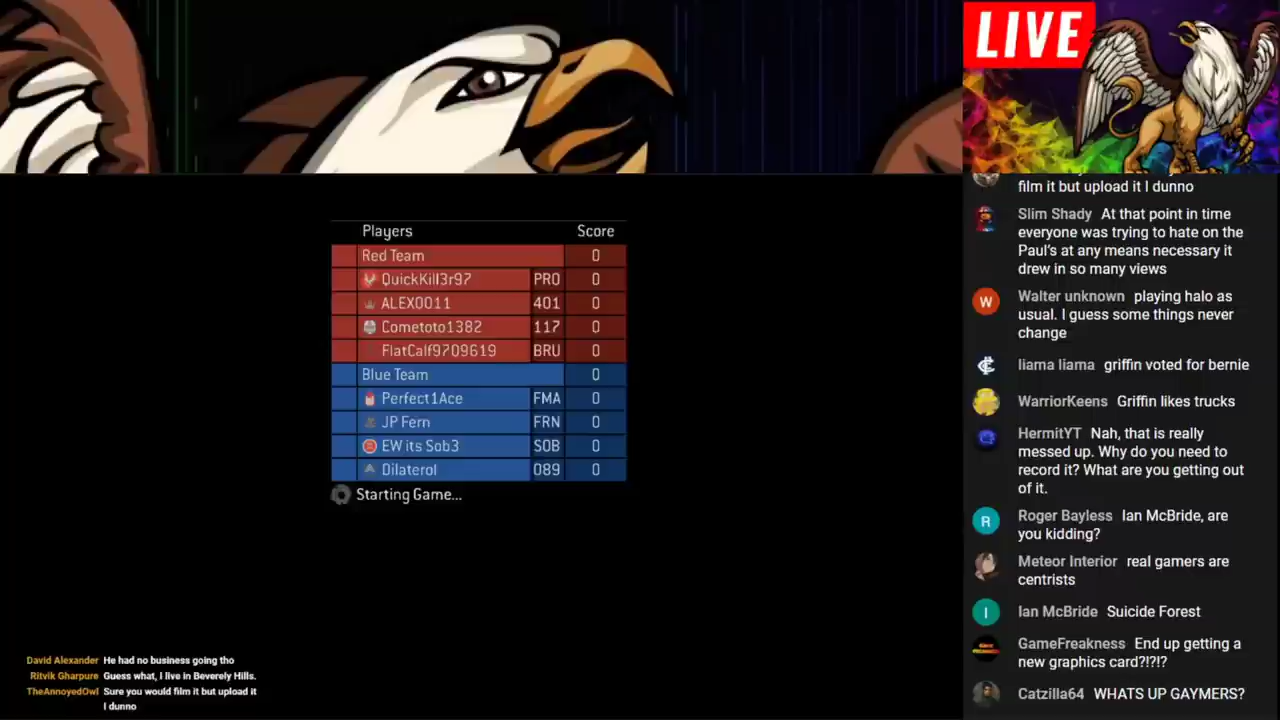 LIVE
Players Score
Red Team 0
QuickKill3r97 PRO 0
ALEX0011 401 0
Cometoto1382 117 0
FlatCalf9709619 BRU 0
Blue Team 0
Perfect1Ace FMA 0
JP Fern FRN 0
EW its Sob3 SOB 0
Dilaterol 089 0
Starting Game...
David Alexander He had no business going tho
Ritvik Gharpure Guess what, I live in Beverely Hills.
TheAnnoyedOwl Sure you would film it but upload it
I dunno
film it but upload it I dunno
Slim Shady At that point in time
everyone was trying to hate on the
Paul's at any means necessary it
drew in so many views
W Walter unknown playing halo as
usual. I guess some things never
change
liama liama griffin voted for bernie
WarriorKeens Griffin likes trucks
HermitYT Nah, that is really
messed up. Why do you need to
record it? What are you getting out
of it.
R Roger Bayless Ian McBride, are
you kidding?
Meteor Interior real gamers are
centrists
I Ian McBride Suicide Forest
GameFreakness End up getting a
new graphics card?!?!?
Catzilla64 WHATS UP GAYMERS?